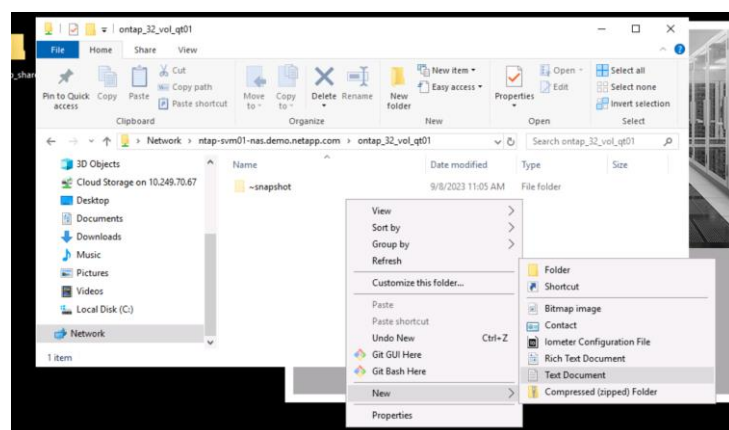 ontap_32_vol_qt01
File Home Share View
Pin to Quick access
Copy
Paste
Cut
Copy path
Paste shortcut
Clipboard
Move to
Copy to
Delete
Rename
Organize
New folder
New item
Easy access
New
Properties
Open
Edit
Open
Select all
Select none
Invert selection
Select
Network > ntap-svm01-nas.demo.netapp.com > ontap_32_vol_qt01
Search ontap_32_vol_qt01
3D Objects
Cloud Storage on 10.249.70.67
Desktop
Documents
Downloads
Music
Pictures
Videos
Local Disk (C:)
Network
1 item
Name Date modified Type Size
~snapshot 9/8/2023 11:05 AM File folder
View
Sort by
Group by
Refresh
Customize this folder...
Paste
Paste shortcut
Undo New Ctrl+Z
Git GUI Here
Git Bash Here
New
Properties
Folder
Shortcut
Bitmap image
Contact
Iometer Configuration File
Rich Text Document
Text Document
Compressed (zipped) Folder